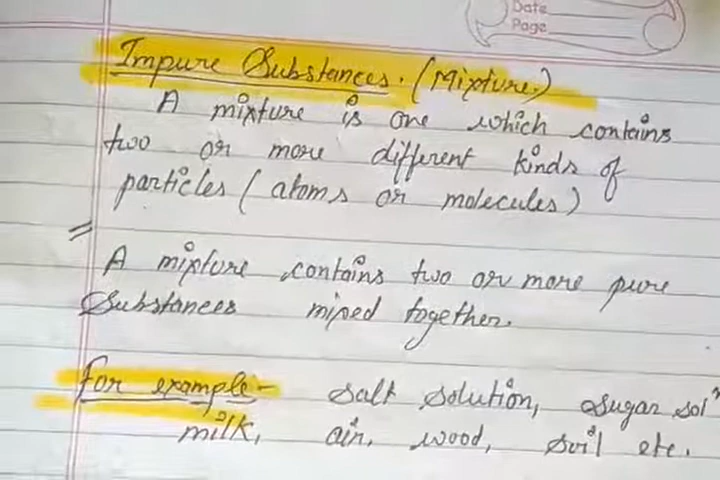 Date
Page
Impure Substances. (Mixture.)
A mixture is one which contains
two or more different kinds of
particles (atoms or molecules)
=
A mixture contains two or more pure
Substances mixed together.
For example- salt solution, sugar solⁿ
milk, air, wood, soil etc.